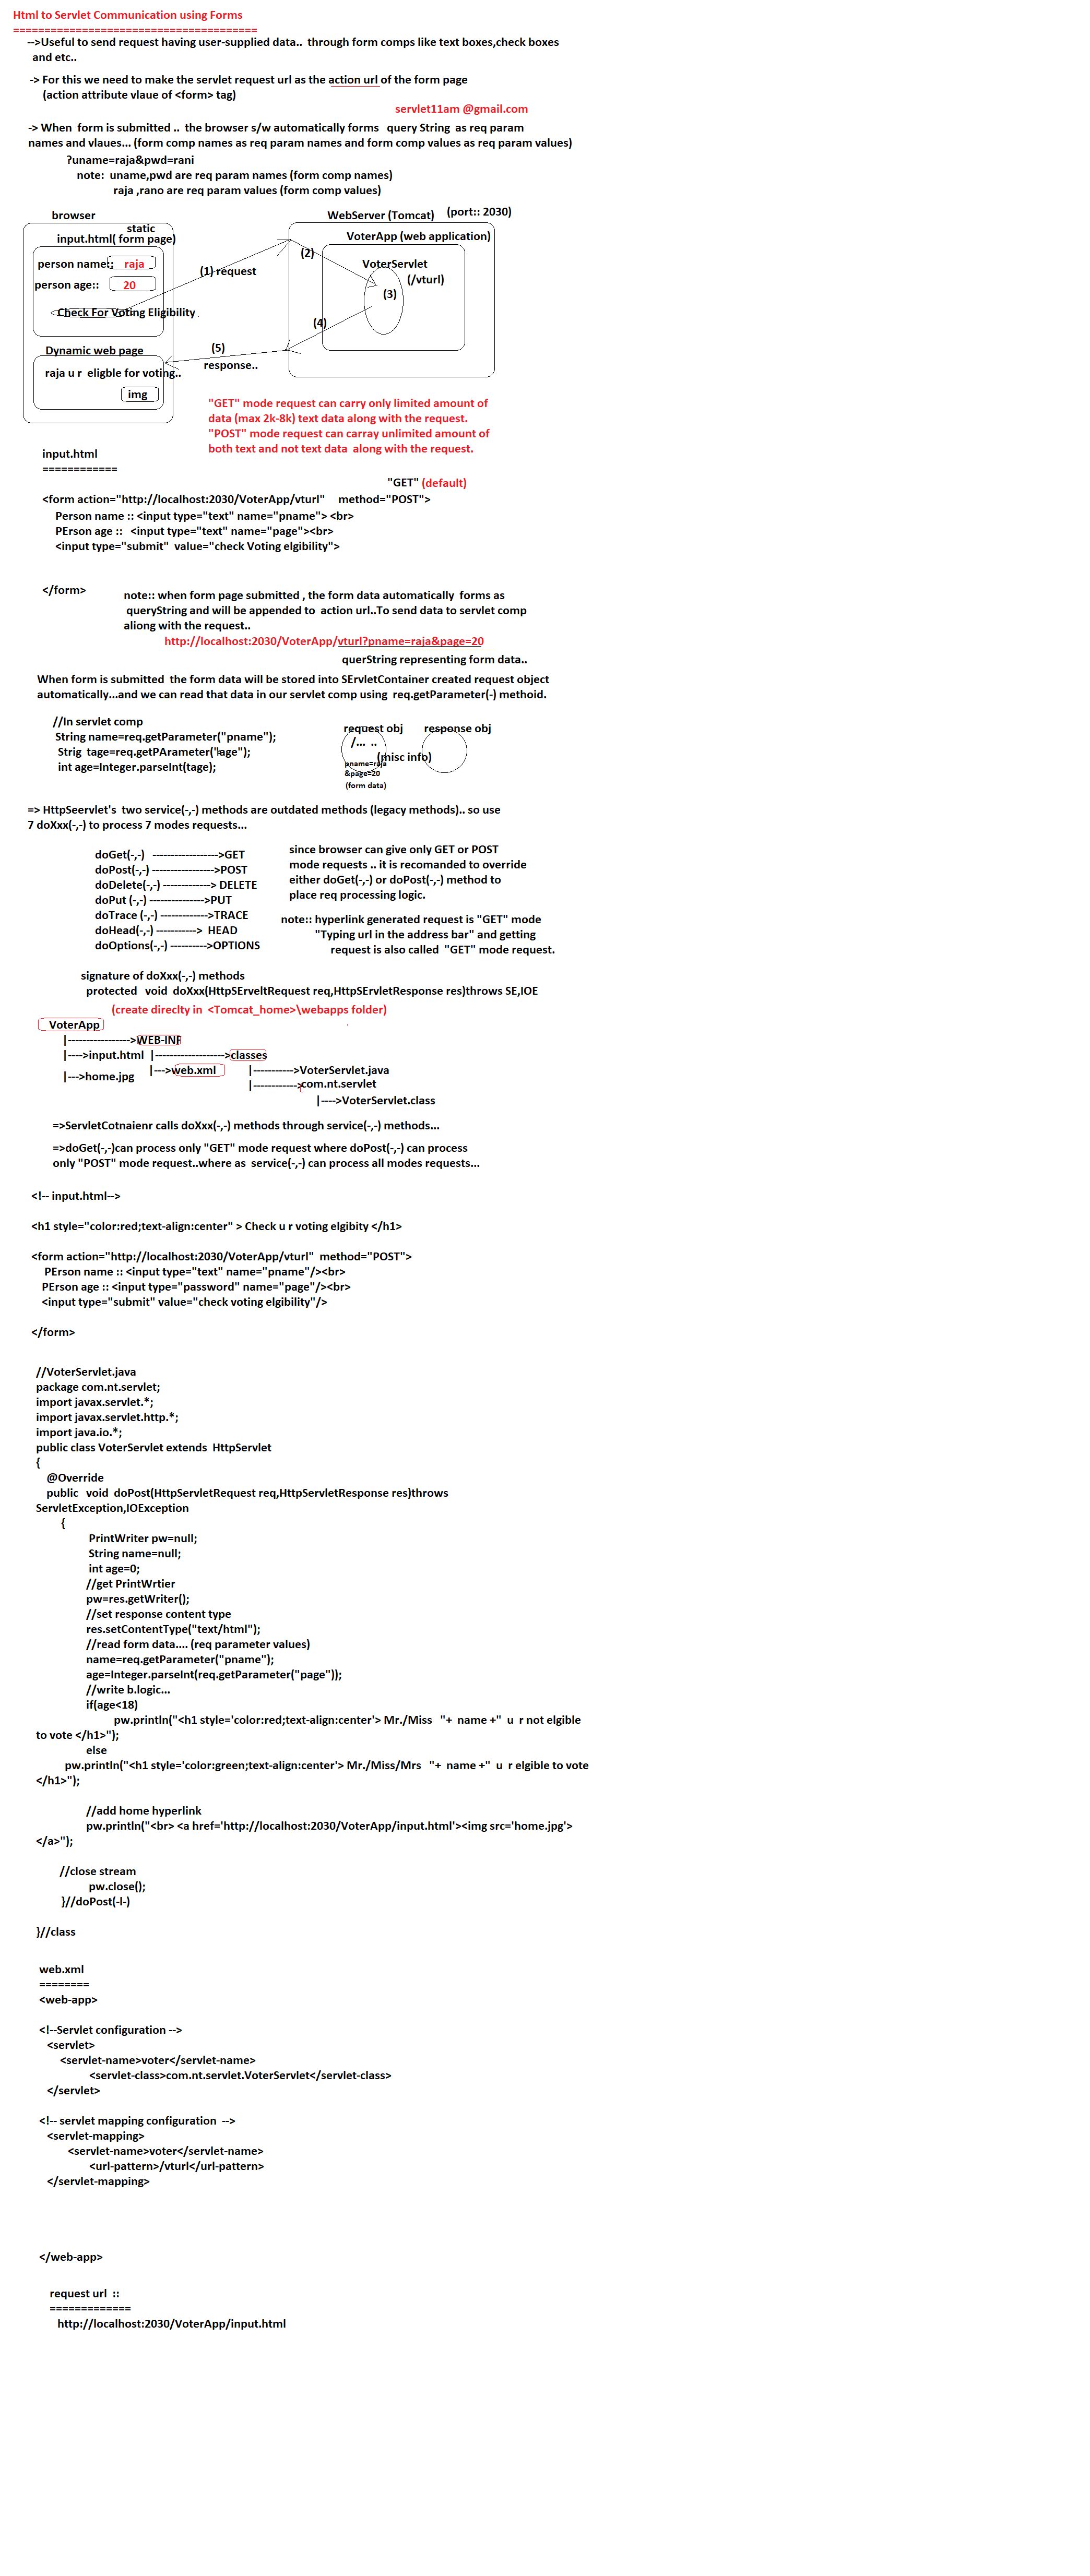 Html to Servlet Communication using Forms
=======================================
-->Useful to send request having user-supplied data..  through form comps like text boxes,check boxes
and etc..
-> For this we need to make the servlet request url as the action url of the form page
(action attribute vlaue of <form> tag)
servlet11am @gmail.com
-> When  form is submitted ..  the browser s/w automatically forms   query String  as req param
names and vlaues... (form comp names as req param names and form comp values as req param values)
?uname=raja&pwd=rani
note:  uname,pwd are req param names (form comp names)
raja ,rano are req param values (form comp values)
browser
WebServer (Tomcat)
(port:: 2030)
static
input.html( form page)
VoterApp (web application)
person name::
raja
person age::
20
Check For Voting Eligibility
(1) request
(2)
VoterServlet
(/vturl)
(3)
(4)
(5)
response..
Dynamic web page
raja u r  eligble for voting..
img
"GET" mode request can carry only limited amount of
data (max 2k-8k) text data along with the request.
"POST" mode request can carray unlimited amount of
both text and not text data  along with the request.
input.html
============
"GET" (default)
<form action="http://localhost:2030/VoterApp/vturl"    method="POST">
Person name :: <input type="text" name="pname"> <br>
PErson age ::   <input type="text" name="page"><br>
<input type="submit"  value="check Voting elgibility">
</form>
note:: when form page submitted , the form data automatically  forms as
queryString and will be appended to  action url..To send data to servlet comp
aliong with the request..
http://localhost:2030/VoterApp/vturl?pname=raja&page=20
querString representing form data..
When form is submitted  the form data will be stored into SErvletContainer created request object
automatically...and we can read that data in our servlet comp using  req.getParameter(-) methoid.
//In servlet comp
String name=req.getParameter("pname");
Strig  tage=req.getPArameter("age");
int age=Integer.parseInt(tage);
request obj
response obj
/...  ..
(misc info)
pname=raja
&page=20
(form data)
=> HttpSeervlet's  two service(-,-) methods are outdated methods (legacy methods).. so use
7 doXxx(-,-) to process 7 modes requests...
doGet(-,-)   ------------------>GET
doPost(-,-) ----------------->POST
doDelete(-,-) -------------> DELETE
doPut (-,-) --------------->PUT
doTrace (-,-) ------------->TRACE
doHead(-,-) ----------->  HEAD
doOptions(-,-) ---------->OPTIONS
since browser can give only GET or POST
mode requests .. it is recomanded to override
either doGet(-,-) or doPost(-,-) method to
place req processing logic.
note:: hyperlink generated request is "GET" mode
"Typing url in the address bar" and getting
request is also called  "GET" mode request.
signature of doXxx(-,-) methods
protected   void  doXxx(HttpSErveltRequest req,HttpSErvletResponse res)throws SE,IOE
(create direclty in  <Tomcat_home>\webapps folder)
VoterApp
|----------------->WEB-INF
|---->input.html  |------------------->classes
|--->web.xml
|----------->VoterServlet.java
|--->home.jpg
|------------>com.nt.servlet
|---->VoterServlet.class
=>ServletCotnaienr calls doXxx(-,-) methods through service(-,-) methods...
=>doGet(-,-)can process only "GET" mode request where doPost(-,-) can process
only "POST" mode request..where as  service(-,-) can process all modes requests...
<!-- input.html-->
<h1 style="color:red;text-align:center" > Check u r voting elgibity </h1>
<form action="http://localhost:2030/VoterApp/vturl"  method="POST">
PErson name :: <input type="text" name="pname"/><br>
PErson age :: <input type="password" name="page"/><br>
<input type="submit" value="check voting elgibility"/>
</form>
//VoterServlet.java
package com.nt.servlet;
import javax.servlet.*;
import javax.servlet.http.*;
import java.io.*;
public class VoterServlet extends  HttpServlet
{
@Override
public   void  doPost(HttpServletRequest req,HttpServletResponse res)throws
ServletException,IOException
{
PrintWriter pw=null;
String name=null;
int age=0;
//get PrintWrtier
pw=res.getWriter();
//set response content type
res.setContentType("text/html");
//read form data.... (req parameter values)
name=req.getParameter("pname");
age=Integer.parseInt(req.getParameter("page"));
//write b.logic...
if(age<18)
pw.println("<h1 style='color:red;text-align:center'> Mr./Miss   "+  name +"  u  r not elgible
to vote </h1>");
else
pw.println("<h1 style='color:green;text-align:center'> Mr./Miss/Mrs   "+  name +"  u  r elgible to vote
</h1>");
//add home hyperlink
pw.println("<br> <a href='http://localhost:2030/VoterApp/input.html'><img src='home.jpg'>
</a>");
//close stream
pw.close();
}//doPost(-l-)
}//class
web.xml
========
<web-app>
<!--Servlet configuration -->
<servlet>
<servlet-name>voter</servlet-name>
<servlet-class>com.nt.servlet.VoterServlet</servlet-class>
</servlet>
<!-- servlet mapping configuration  -->
<servlet-mapping>
<servlet-name>voter</servlet-name>
<url-pattern>/vturl</url-pattern>
</servlet-mapping>
</web-app>
request url  ::
=============
http://localhost:2030/VoterApp/input.html